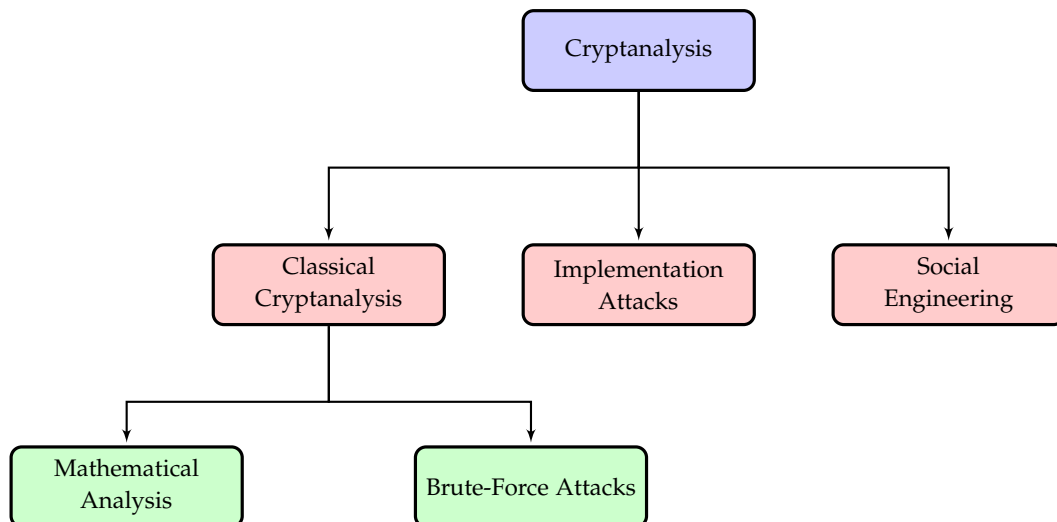 Cryptanalysis
Classical
Cryptanalysis
Implementation
Attacks
Social
Engineering
Mathematical
Analysis
Brute-Force Attacks